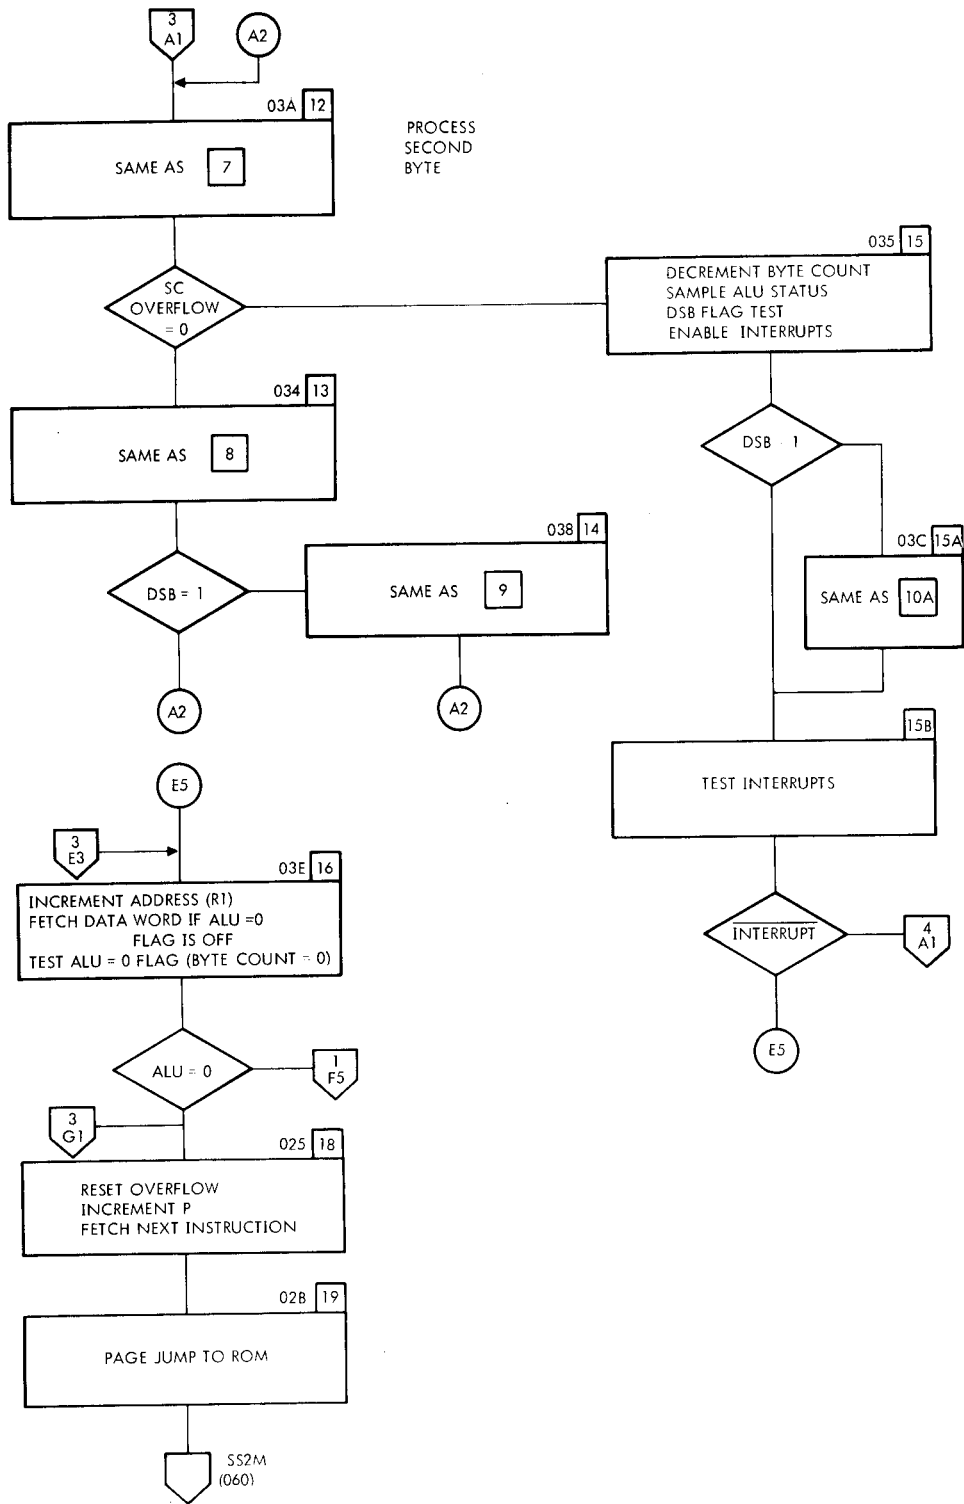 3
A1
A2
03A 12
SAME AS 7
PROCESS
SECOND
BYTE
SC
OVERFLOW
= 0
035 15
DECREMENT BYTE COUNT
SAMPLE ALU STATUS
DSB FLAG TEST
ENABLE INTERRUPTS
034 13
SAME AS 8
DSB 1
038 14
SAME AS 9
DSB = 1
03C 15A
SAME AS 10A
A2
A2
15B
TEST INTERRUPTS
E5
3
E3
03E 16
INCREMENT ADDRESS (R1)
FETCH DATA WORD IF ALU =0
FLAG IS OFF
TEST ALU = 0 FLAG (BYTE COUNT = 0)
INTERRUPT
4
A1
E5
ALU = 0
1
F5
3
G1
025 18
RESET OVERFLOW
INCREMENT P
FETCH NEXT INSTRUCTION
02B 19
PAGE JUMP TO ROM
SS2M
(060)